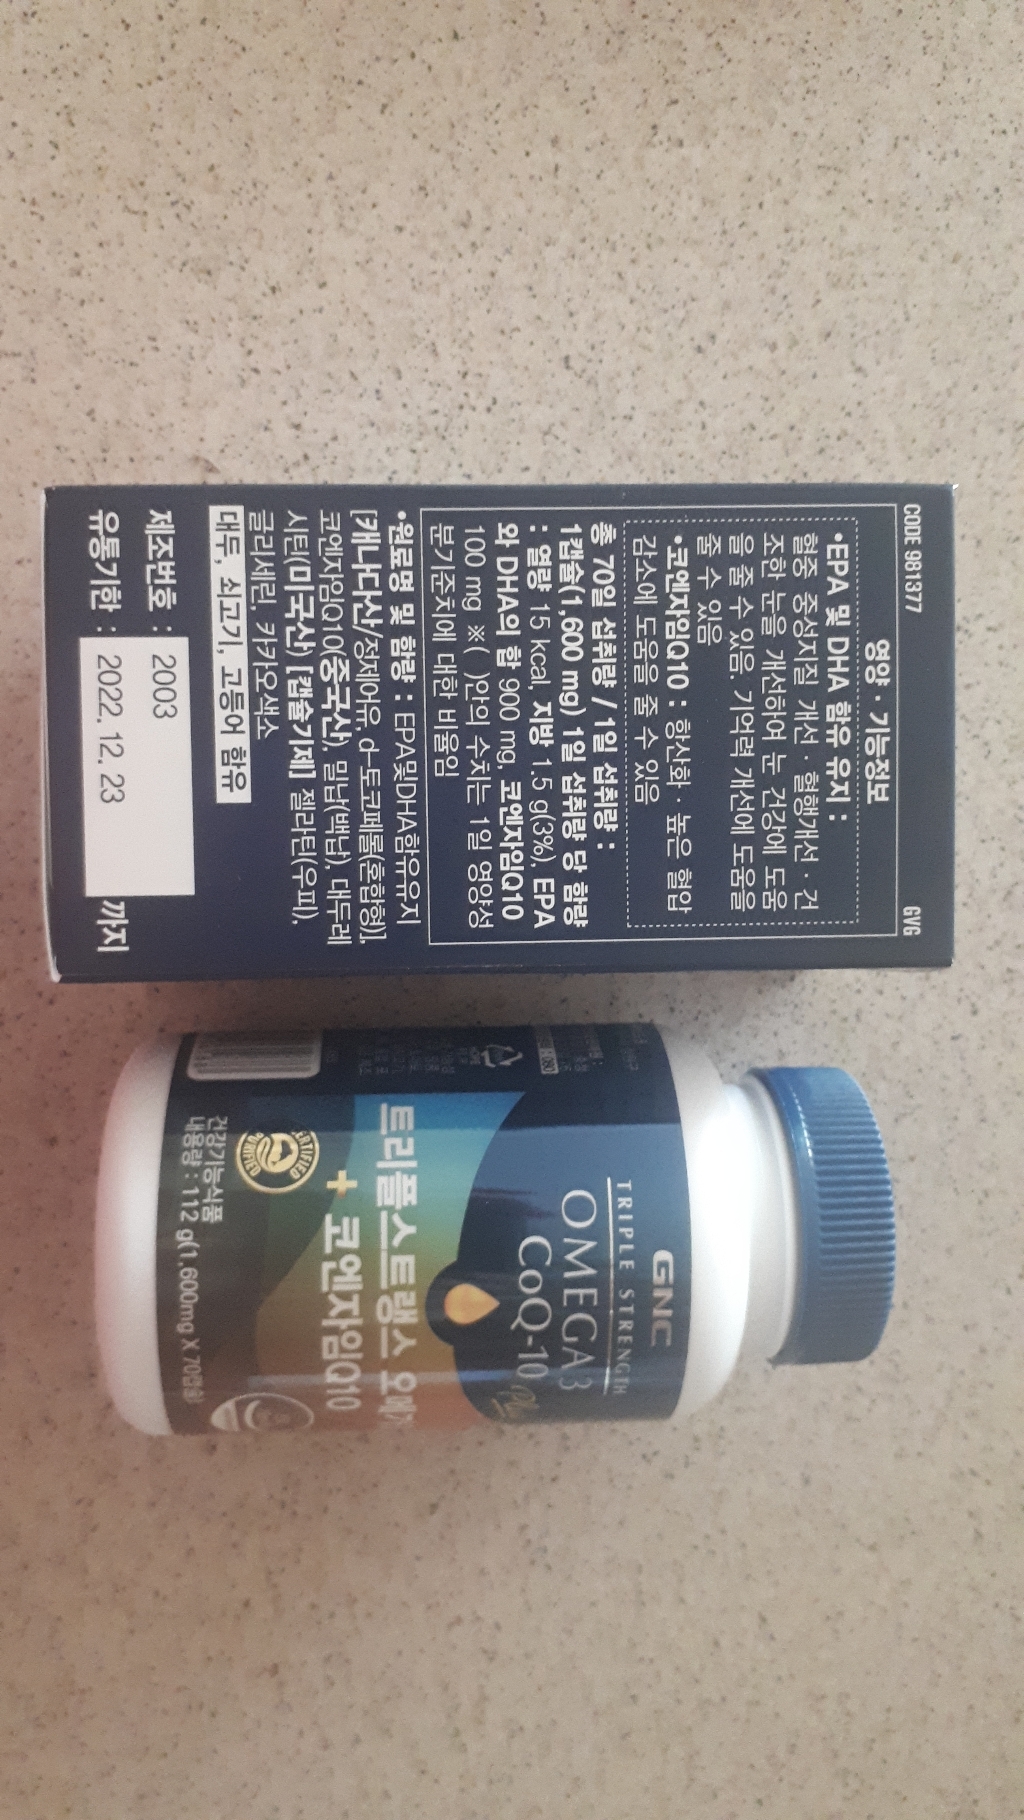 CODE 981377
GVG
영양 · 기능정보
•EPA 및 DHA 함유 유지 :
혈중 중성지질 개선 · 혈행개선 · 건
조한 눈을 개선하여 눈 건강에 도움
을 줄 수 있음. 기억력 개선에 도움을
줄 수 있음
•코엔자임Q10 : 항산화 · 높은 혈압
감소에 도움을 줄 수 있음
총 70일 섭취량 / 1일 섭취량 :
1캡슐(1,600 mg) 1일 섭취량 당 함량
: 열량 15 kcal, 지방 1.5 g(3%), EPA
와 DHA의 합 900 mg, 코엔자임Q10
100 mg ※( )안의 수치는 1일 영양성
분기준치에 대한 비율임
•원료명 및 함량 : EPA및DHA함유유지
[캐나다산/정제어유, d-토코페롤(혼합형)],
코엔자임Q10(중국산), 밀납(백납), 대두레
시틴(미국산) [캡슐기제] 젤라틴(우피),
글리세린, 카카오색소
대두, 쇠고기, 고등어 함유
제조번호 : 2003
유통기한 : 2022. 12. 23 까지
GNC
TRIPLE STRENGTH
OMEGA 3
CoQ-10
트리플스트랭스 오메가
+ 코엔자임Q10
CERTIFIED
PURIFIED
건강기능식품
내용량 : 112 g(1,600mg X 70캡슐)